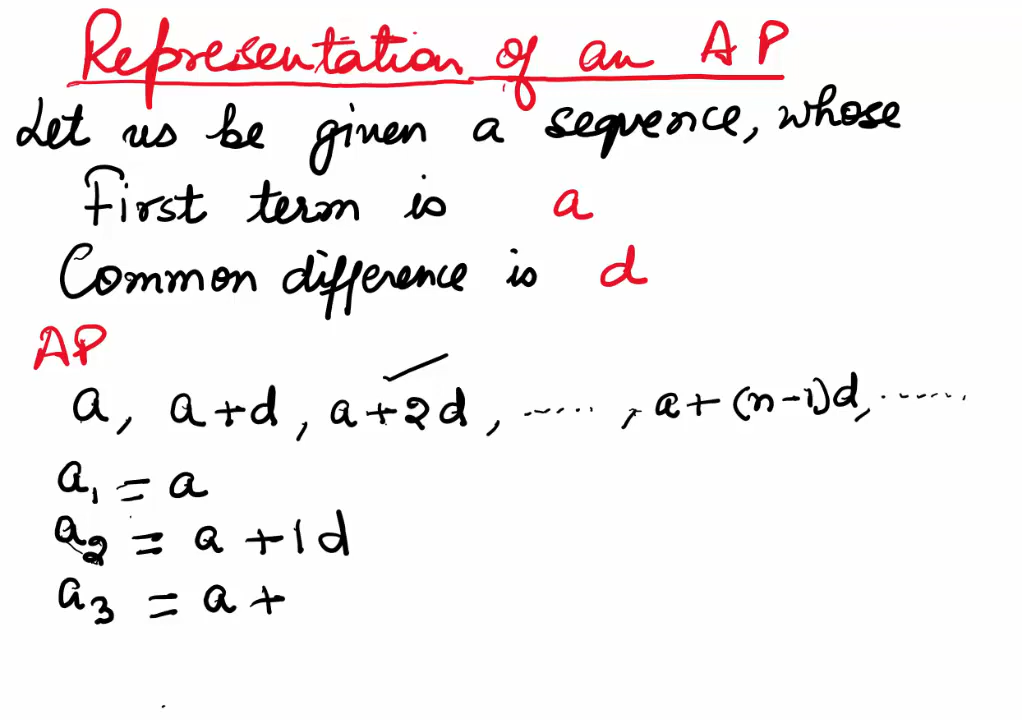 Representation of an AP
Let us be given a sequence, whose
First term is a
Common difference is d
AP
a, a+d, a+2d, ......, a+(n-1)d, ......
a₁ = a
a₂ = a+1d
a₃ = a+